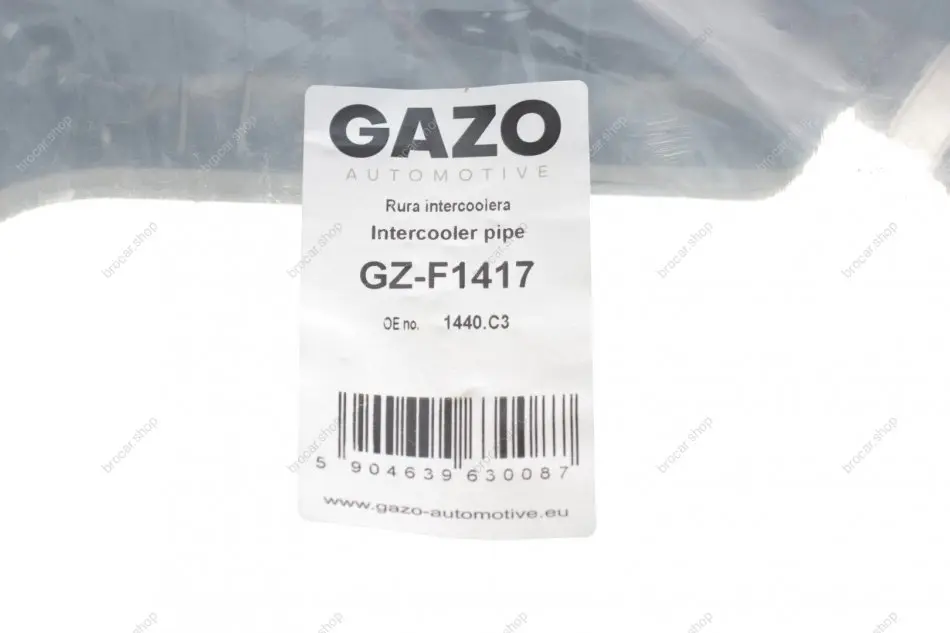 GAZO
AUTOMOTIVE
Rura intercoolera
Intercooler pipe
GZ-F1417
OE no. 1440.C3
5 904639 630087
www.gazo-automotive.eu
brocar.shop